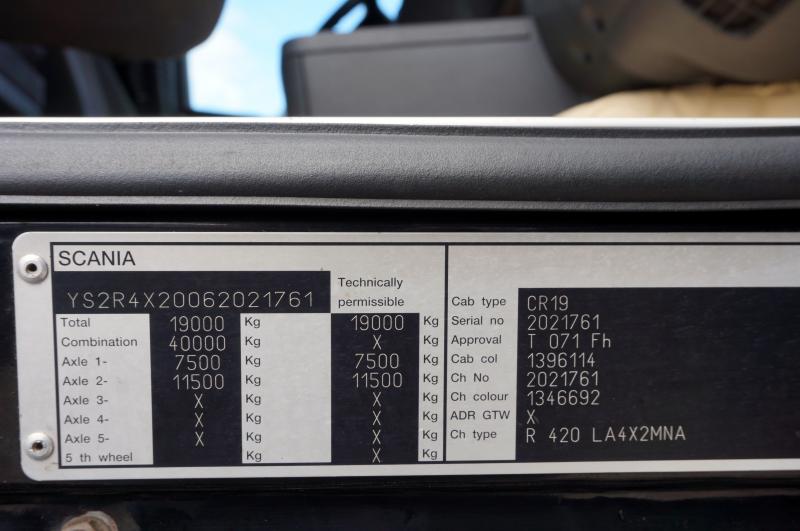 SCANIA
YS2R4X20062021761 Technically permissible
Total 19000 Kg 19000 Kg
Combination 40000 Kg X Kg
Axle 1- 7500 Kg 7500 Kg
Axle 2- 11500 Kg 11500 Kg
Axle 3- X Kg X Kg
Axle 4- X Kg X Kg
Axle 5- X Kg X Kg
5 th wheel Kg X Kg
Cab type CR19
Serial no 2021761
Approval T 071 Fh
Cab col 1396114
Ch No 2021761
Ch colour 1346692
ADR GTW X
Ch type R 420 LA4X2MNA